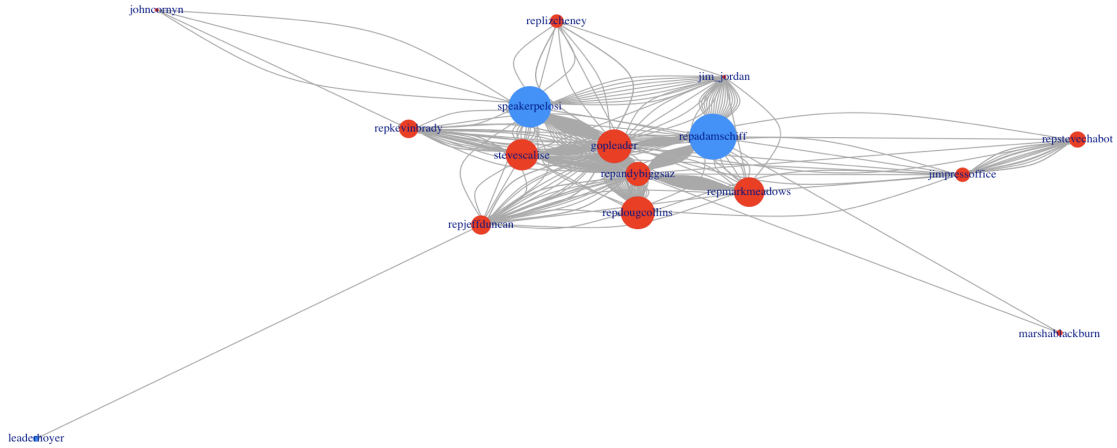 johncornyn
replizcheney
jim_jordan
speakerpelosi
repkevinbrady
repadamschiff
repstevechabot
gopleader
stevescalise
repandybiggsaz
jimpressoffice
repmarkmeadows
repdougcollins
repjeffduncan
marshablackburn
leaderhoyer